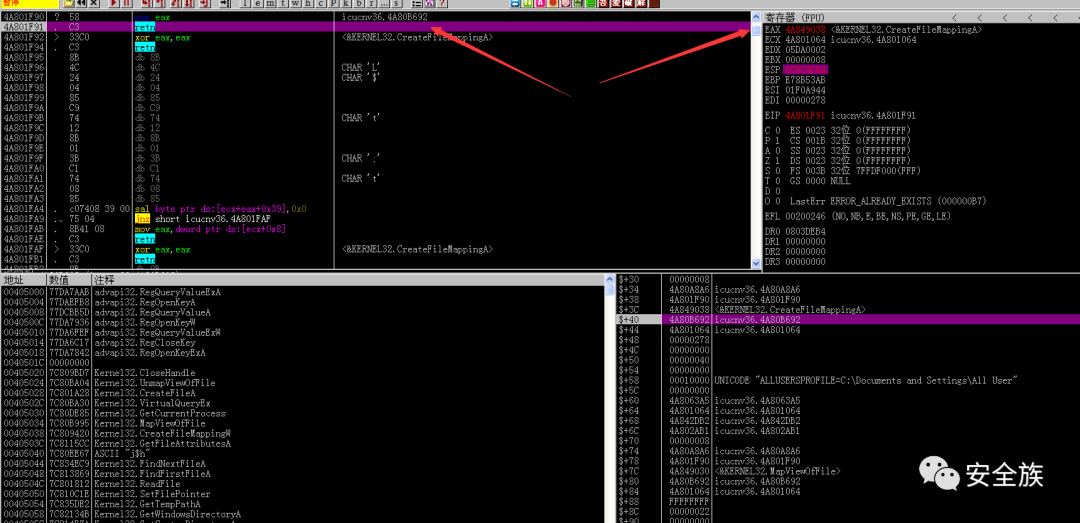 暂停
l e m t w h c P k b r ... s ?
4A801F90 ? 58 pop eax icucnv36.4A80B692
4A801F91 . C3 retn
4A801F92 > 33C0 xor eax,eax <&KERNEL32.CreateFileMappingA>
4A801F94 . C3 retn
4A801F95 8B db 8B
4A801F96 4C db 4C CHAR 'L'
4A801F97 24 db 24 CHAR '$'
4A801F98 04 db 04
4A801F99 85 db 85
4A801F9A C9 db C9
4A801F9B 74 db 74 CHAR 't'
4A801F9C 12 db 12
4A801F9D 8B db 8B
4A801F9E 01 db 01
4A801F9F 3B db 3B CHAR ';'
4A801FA0 C1 db C1
4A801FA1 74 db 74 CHAR 't'
4A801FA2 08 db 08
4A801FA3 85 db 85
4A801FA4 . c07408 39 00 sal byte ptr ds:[ecx+eax+0x39],0x0
4A801FA9 .. 75 04 jnz short icucnv36.4A801FAF
4A801FAB . 8B41 08 mov eax,dword ptr ds:[ecx+0x8]
4A801FAE . C3 retn
4A801FAF > 33C0 xor eax,eax <&KERNEL32.CreateFileMappingA>
4A801FB1 . C3 retn
寄存器 (FPU) < < < < <
EAX 4A849038 <&KERNEL32.CreateFileMappingA>
ECX 4A801064 icucnv36.4A801064
EDX 05DA0002
EBX 00000008
ESP
EBP E78B53AB
ESI 01F0A944
EDI 00000278
EIP 4A801F91 icucnv36.4A801F91
C 0 ES 0023 32位 0(FFFFFFFF)
P 1 CS 001B 32位 0(FFFFFFFF)
A 0 SS 0023 32位 0(FFFFFFFF)
Z 1 DS 0023 32位 0(FFFFFFFF)
S 0 FS 003B 32位 7FFDF000(FFF)
T 0 GS 0000 NULL
D 0
O 0 LastErr ERROR_ALREADY_EXISTS (000000B7)
EFL 00200246 (NO,NB,E,BE,NS,PE,GE,LE)
DR0 0803DEB4
DR1 00000000
DR2 00000000
DR3 00000000
地址 数值 注释
00405000 77DA7AAB advapi32.RegQueryValueExA
00405004 77DAEFB8 advapi32.RegOpenKeyA
00405008 77DCBB5D advapi32.RegQueryValueA
0040500C 77DA7936 advapi32.RegOpenKeyW
00405010 77DA6FEF advapi32.RegQueryValueExW
00405014 77DA6C17 advapi32.RegCloseKey
00405018 77DA7842 advapi32.RegOpenKeyExA
0040501C 00000000
00405020 7C809BD7 Kernel32.CloseHandle
00405024 7C80BA04 Kernel32.UnmapViewOfFile
00405028 7C801A28 Kernel32.CreateFileA
0040502C 7C80BA30 Kernel32.VirtualQueryEx
00405030 7C80DE85 Kernel32.GetCurrentProcess
00405034 7C80B995 Kernel32.MapViewOfFile
00405038 7C809420 Kernel32.CreateFileMappingW
0040503C 7C8115CC Kernel32.GetFileAttributesA
00405040 7C80EE67 ASCII "j$h"
00405044 7C834EC9 Kernel32.FindNextFileA
00405048 7C813869 Kernel32.FindFirstFileA
0040504C 7C801812 Kernel32.ReadFile
00405050 7C810C1E Kernel32.SetFilePointer
00405054 7C835DE2 Kernel32.GetTempPathA
00405058 7C82134B Kernel32.GetWindowsDirectoryA
$+30 00000008
$+34 4A80A8A6 icucnv36.4A80A8A6
$+38 4A801F90 icucnv36.4A801F90
$+3C 4A849038 <&KERNEL32.CreateFileMappingA>
$+40 4A80B692 icucnv36.4A80B692
$+44 4A801064 icucnv36.4A801064
$+48 00000278
$+4C 00000000
$+50 00000040
$+54 00000000
$+58 00010000 UNICODE "ALLUSERSPROFILE=C:\Documents and Settings\All User"
$+5C 00000000
$+60 4A8063A5 icucnv36.4A8063A5
$+64 4A801064 icucnv36.4A801064
$+68 4A842DB2 icucnv36.4A842DB2
$+6C 4A802AB1 icucnv36.4A802AB1
$+70 00000008
$+74 4A80A8A6 icucnv36.4A80A8A6
$+78 4A801F90 icucnv36.4A801F90
$+7C 4A849030 <&KERNEL32.MapViewOfFile>
$+80 4A80B692 icucnv36.4A80B692
$+84 4A801064 icucnv36.4A801064
$+88 FFFFFFFF
$+8C 00000022
$+90 00000000
安全族